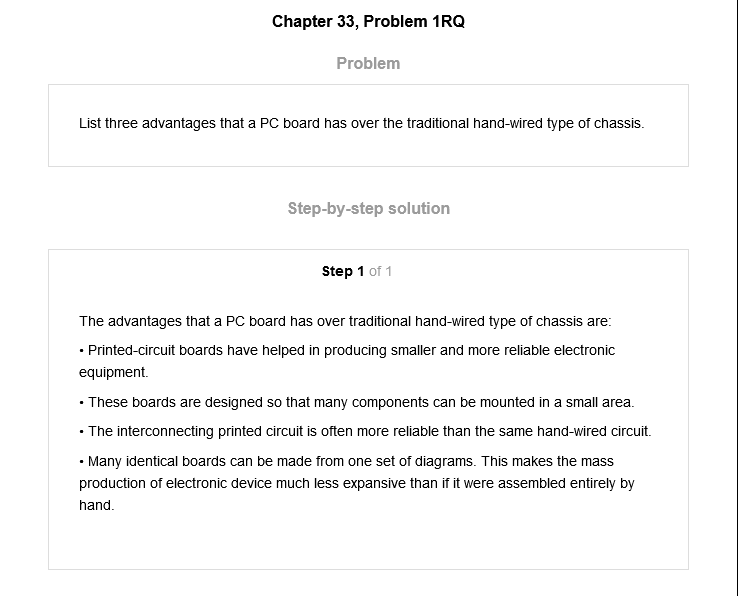 Chapter 33, Problem 1RQ
Problem
List three advantages that a PC board has over the traditional hand-wired type of chassis.
Step-by-step solution
Step 1 of 1
The advantages that a PC board has over traditional hand-wired type of chassis are:
• Printed-circuit boards have helped in producing smaller and more reliable electronic
equipment.
• These boards are designed so that many components can be mounted in a small area.
• The interconnecting printed circuit is often more reliable than the same hand-wired circuit.
• Many identical boards can be made from one set of diagrams. This makes the mass
production of electronic device much less expansive than if it were assembled entirely by
hand.